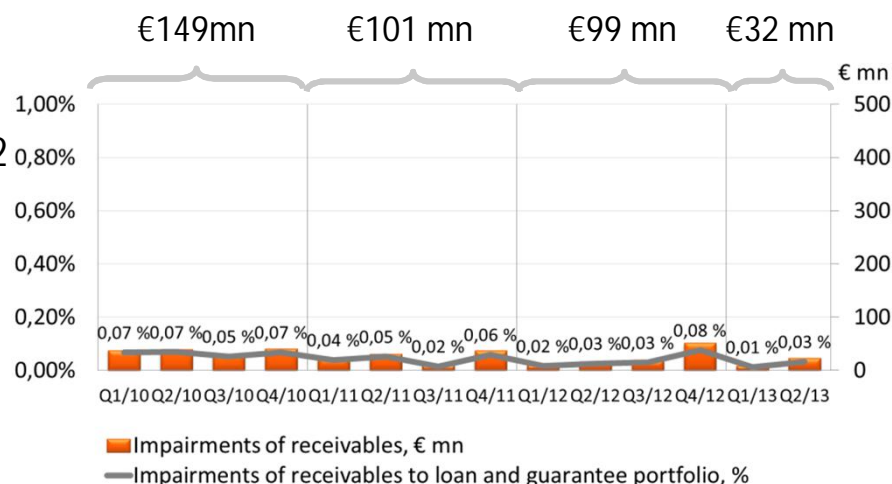 €149mn €101 mn €99 mn €32 mn
€ mn
1,00% 500
2 0,80% 400
0,60% 300
0,40% 200
0,20% 100
0,07 % 0,07 % 0,05 % 0,07 % 0,04 % 0,05 % 0,02 % 0,06 % 0,02 % 0,03 % 0,03 % 0,08 % 0,01 % 0,03 %
0,00% 0
Q1/10 Q2/10 Q3/10 Q4/10 Q1/11 Q2/11 Q3/11 Q4/11 Q1/12 Q2/12 Q3/12 Q4/12 Q1/13 Q2/13
Impairments of receivables, € mn
Impairments of receivables to loan and guarantee portfolio, %